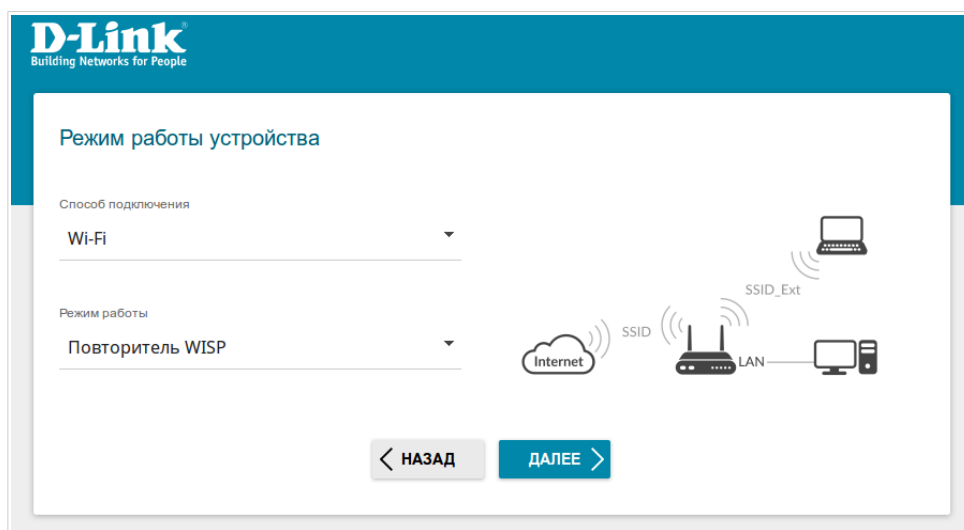 D-Link®
Building Networks for People
Режим работы устройства
Способ подключения
Wi-Fi
Режим работы
Повторитель WISP
SSID_Ext
SSID
Internet
LAN
НАЗАД
ДАЛЕЕ